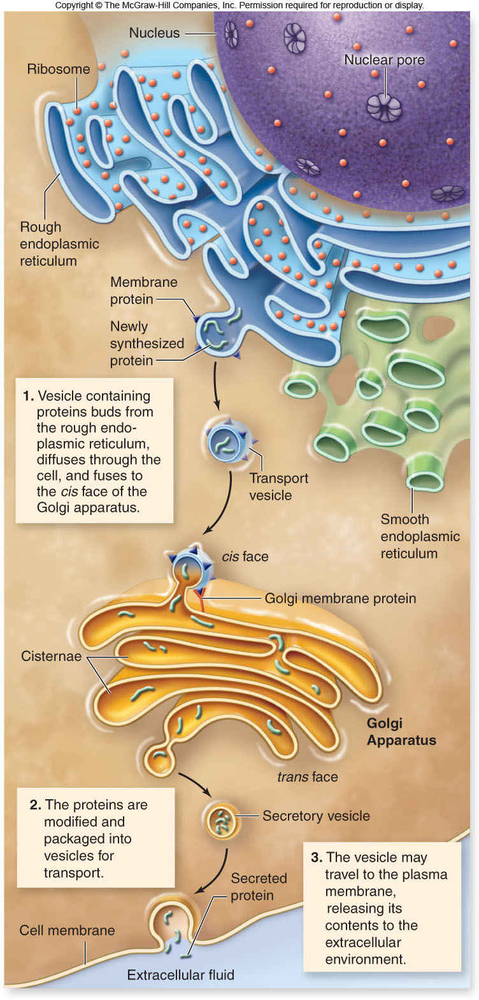 Copyright © The McGraw-Hill Companies, Inc. Permission required for reproduction or display.
Nucleus
Nuclear pore
Ribosome
Rough
endoplasmic
reticulum
Membrane
protein
Newly
synthesized
protein
1. Vesicle containing
proteins buds from
the rough endo-
plasmic reticulum,
diffuses through the
cell, and fuses to
the cis face of the
Golgi apparatus.
Transport
vesicle
Smooth
endoplasmic
reticulum
cis face
Golgi membrane protein
Cisternae
Golgi
Apparatus
trans face
2. The proteins are
modified and
packaged into
vesicles for
transport.
Secretory vesicle
3. The vesicle may
travel to the plasma
membrane,
releasing its
contents to the
extracellular
environment.
Secreted
protein
Cell membrane
Extracellular fluid